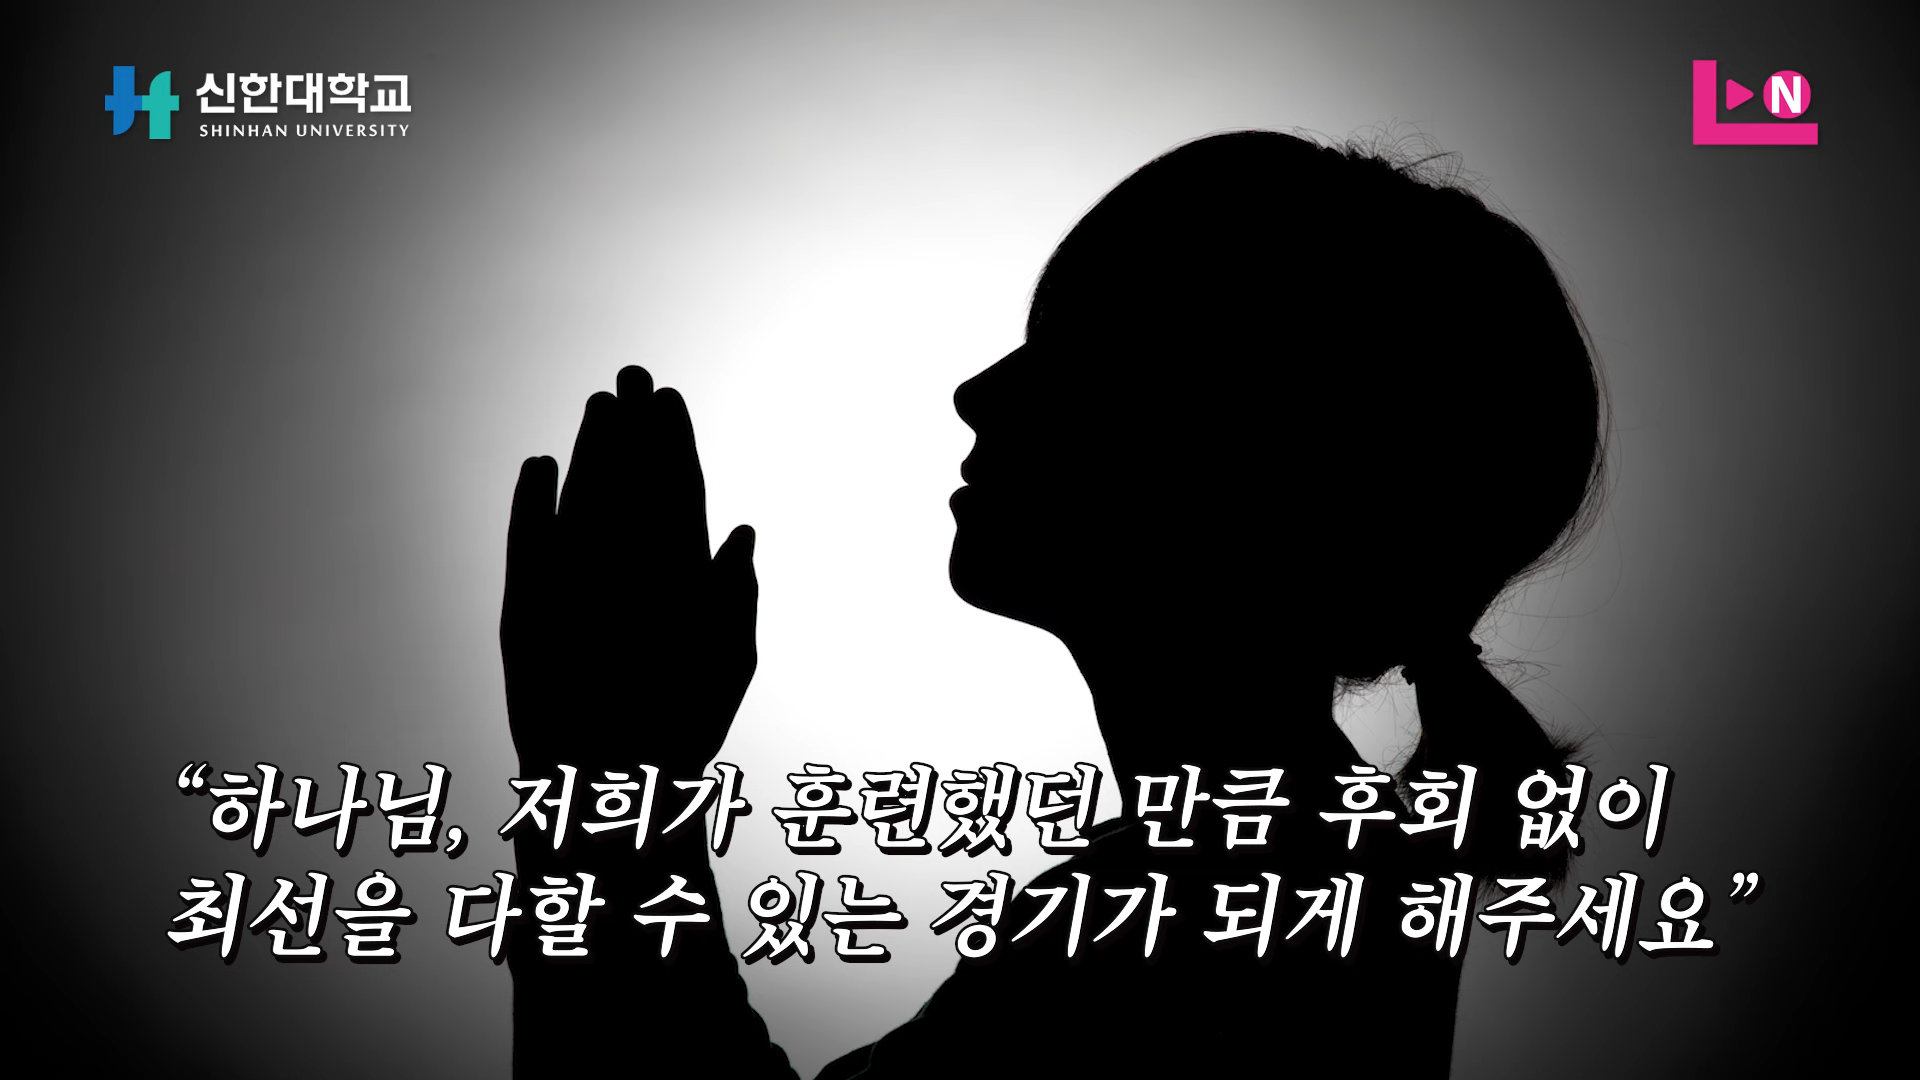 신한대학교
SHINHAN UNIVERSITY
N
“하나님, 저희가 훈련했던 만큼 후회 없이
최선을 다할 수 있는 경기가 되게 해주세요”